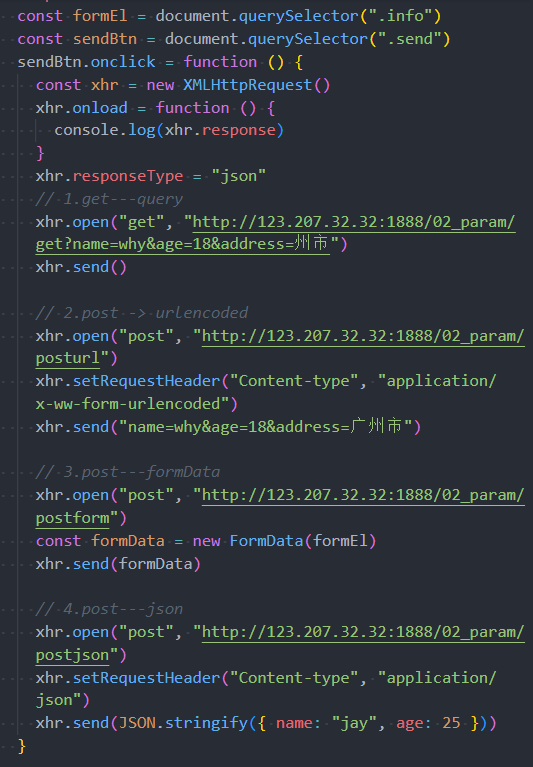 const formEl = document.querySelector(".info")
const sendBtn = document.querySelector(".send")
sendBtn.onclick = function () {
const xhr = new XMLHttpRequest()
xhr.onload = function () {
console.log(xhr.response)
}
xhr.responseType = "json"
// 1.get---query
xhr.open("get", "http://123.207.32.32:1888/02_param/
get?name=why&age=18&address=州市")
xhr.send()
// 2.post -> urlencoded
xhr.open("post", "http://123.207.32.32:1888/02_param/
posturl")
xhr.setRequestHeader("Content-type", "application/
x-ww-form-urlencoded")
xhr.send("name=why&age=18&address=广州市")
// 3.post---formData
xhr.open("post", "http://123.207.32.32:1888/02_param/
postform")
const formData = new FormData(formEl)
xhr.send(formData)
// 4.post---json
xhr.open("post", "http://123.207.32.32:1888/02_param/
postjson")
xhr.setRequestHeader("Content-type", "application/
json")
xhr.send(JSON.stringify({ name: "jay", age: 25 }))
}